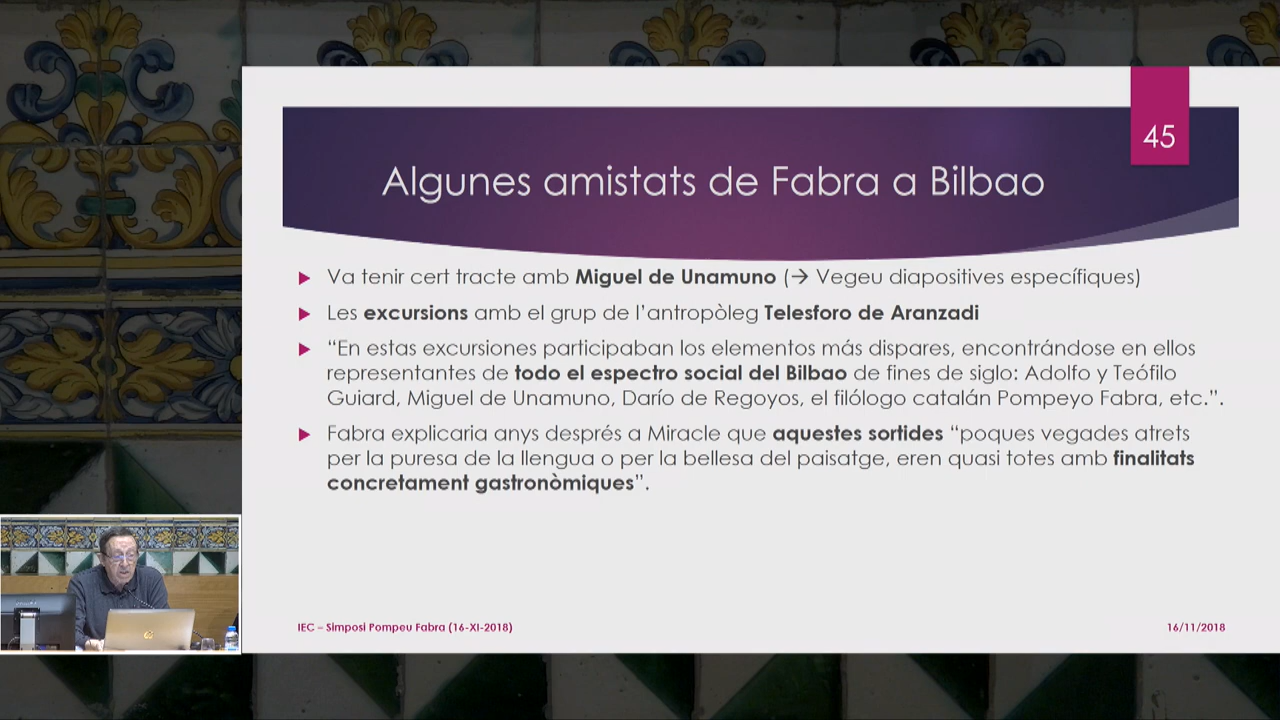 45
Algunes amistats de Fabra a Bilbao
Va tenir cert tracte amb Miguel de Unamuno (→ Vegeu diapositives específiques)
Les excursions amb el grup de l'antropòleg Telesforo de Aranzadi
“En estas excursiones participaban los elementos más dispares, encontrándose en ellos
representantes de todo el espectro social del Bilbao de fines de siglo: Adolfo y Teófilo
Guiard, Miguel de Unamuno, Darío de Regoyos, el filólogo catalán Pompeyo Fabra, etc.”.
Fabra explicaria anys després a Miracle que aquestes sortides “poques vegades atrets
per la puresa de la llengua o per la bellesa del paisatge, eren quasi totes amb finalitats
concretament gastronòmiques”.
IEC – Simposi Pompeu Fabra (16-XI-2018)
16/11/2018